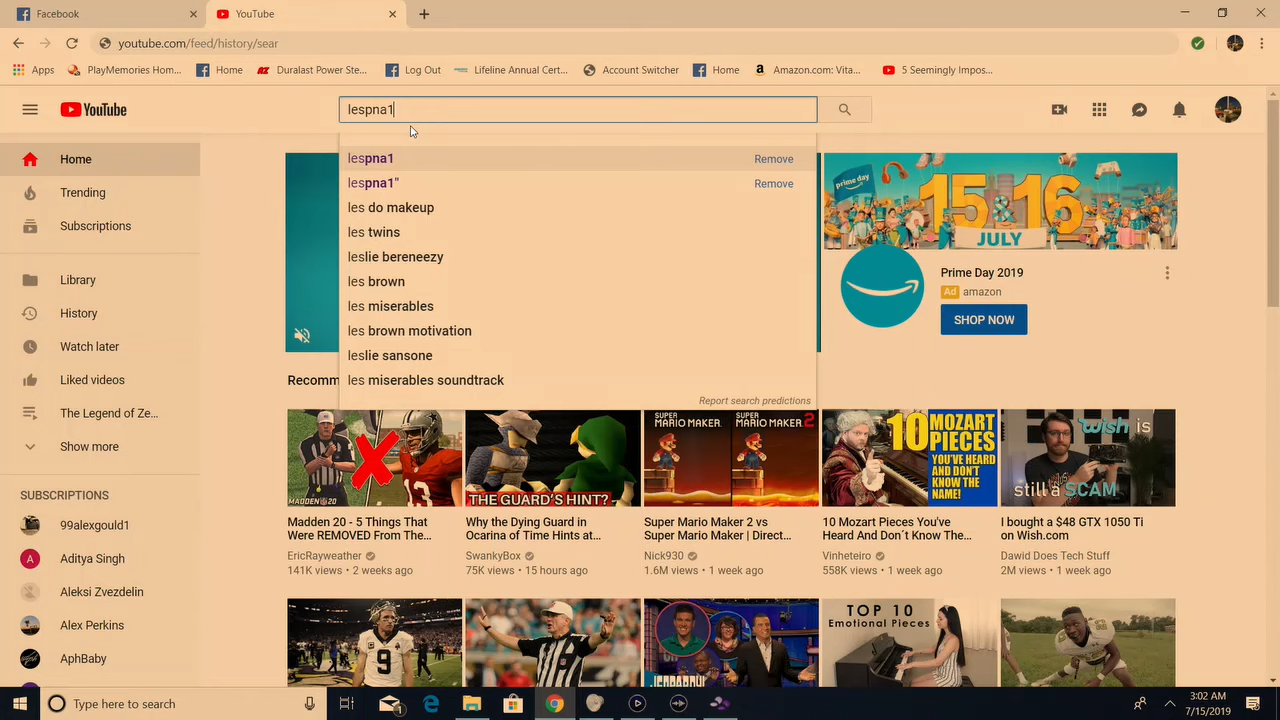 Facebook
YouTube
youtube.com/feed/history/sear
Apps
PlayMemories Hom...
Home
Duralast Power Ste...
Log Out
Lifeline Annual Cert...
Account Switcher
Home
Amazon.com: Vita...
5 Seemingly Impos...
YouTube
lespna1
lespna1 Remove
lespna1" Remove
les do makeup
les twins
leslie bereneezy
les brown
les miserables
les brown motivation
leslie sansone
les miserables soundtrack
Report search predictions
Home
Trending
Subscriptions
Library
History
Watch later
Liked videos
The Legend of Ze...
Show more
SUBSCRIPTIONS
99alexgould1
Aditya Singh
Aleksi Zvezdelin
Alex Perkins
AphBaby
prime day
15 & 16
JULY
Prime Day 2019
Ad amazon
SHOP NOW
Recomm
MADDEN 20
THE GUARD'S HINT?
SUPER MARIO MAKER
SUPER MARIO MAKER 2
10 MOZART PIECES
YOU'VE HEARD AND DON'T KNOW THE NAME!
wish is
still a SCAM
Madden 20 - 5 Things That
Were REMOVED From The...
EricRayweather
141K views • 2 weeks ago
Why the Dying Guard in
Ocarina of Time Hints at...
SwankyBox
75K views • 15 hours ago
Super Mario Maker 2 vs
Super Mario Maker | Direct...
Nick930
1.6M views • 1 week ago
10 Mozart Pieces You've
Heard And Don´t Know The...
Vinheteiro
558K views • 1 week ago
I bought a $48 GTX 1050 Ti
on Wish.com
Dawid Does Tech Stuff
2M views • 1 week ago
9
JEOPARDY!
TOP 10
Emotional Pieces
Type here to search
1
3:02 AM
7/15/2019